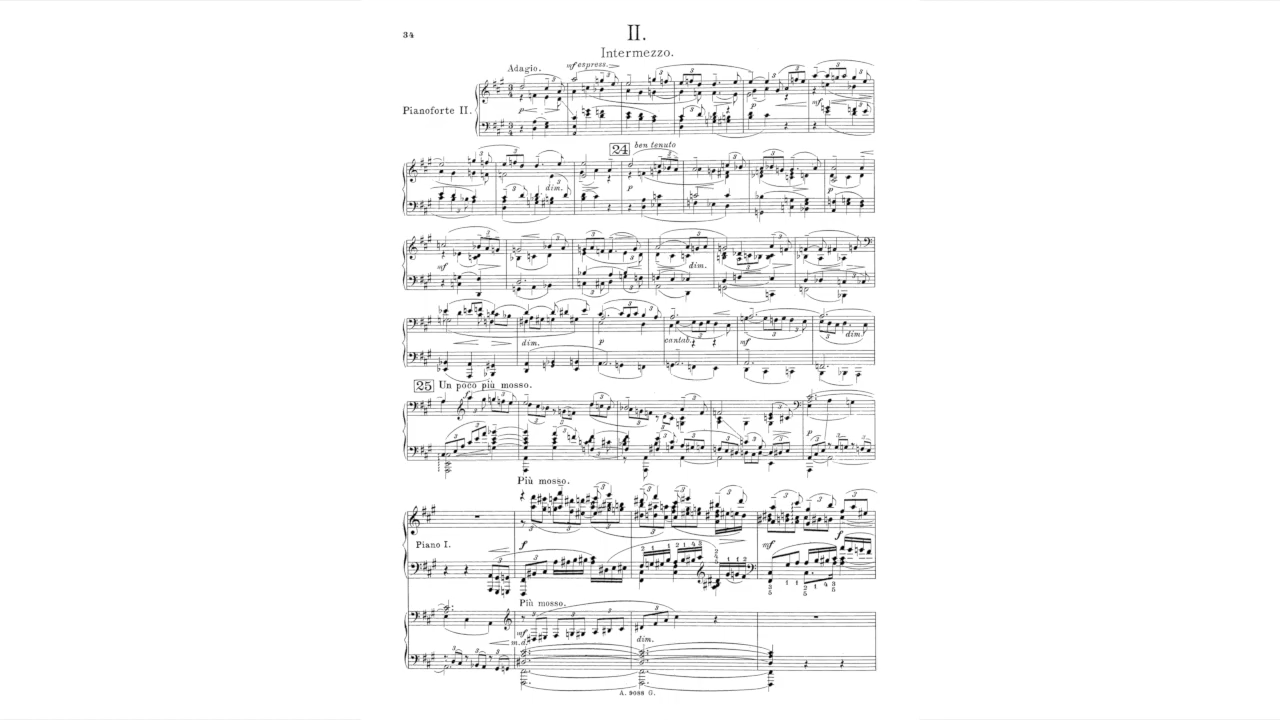 34
II.
Intermezzo.
Adagio.
mf espress.
Pianoforte II.
p
p
mf
24 ben tenuto
dim.
p
p
mf
dim.
dim.
p
cantab.
mf
dim.
25 Un poco più mosso.
p
Più mosso.
Piano I.
f
f
mf
Più mosso.
mf
m.d.
dim.
A. 9088 G.